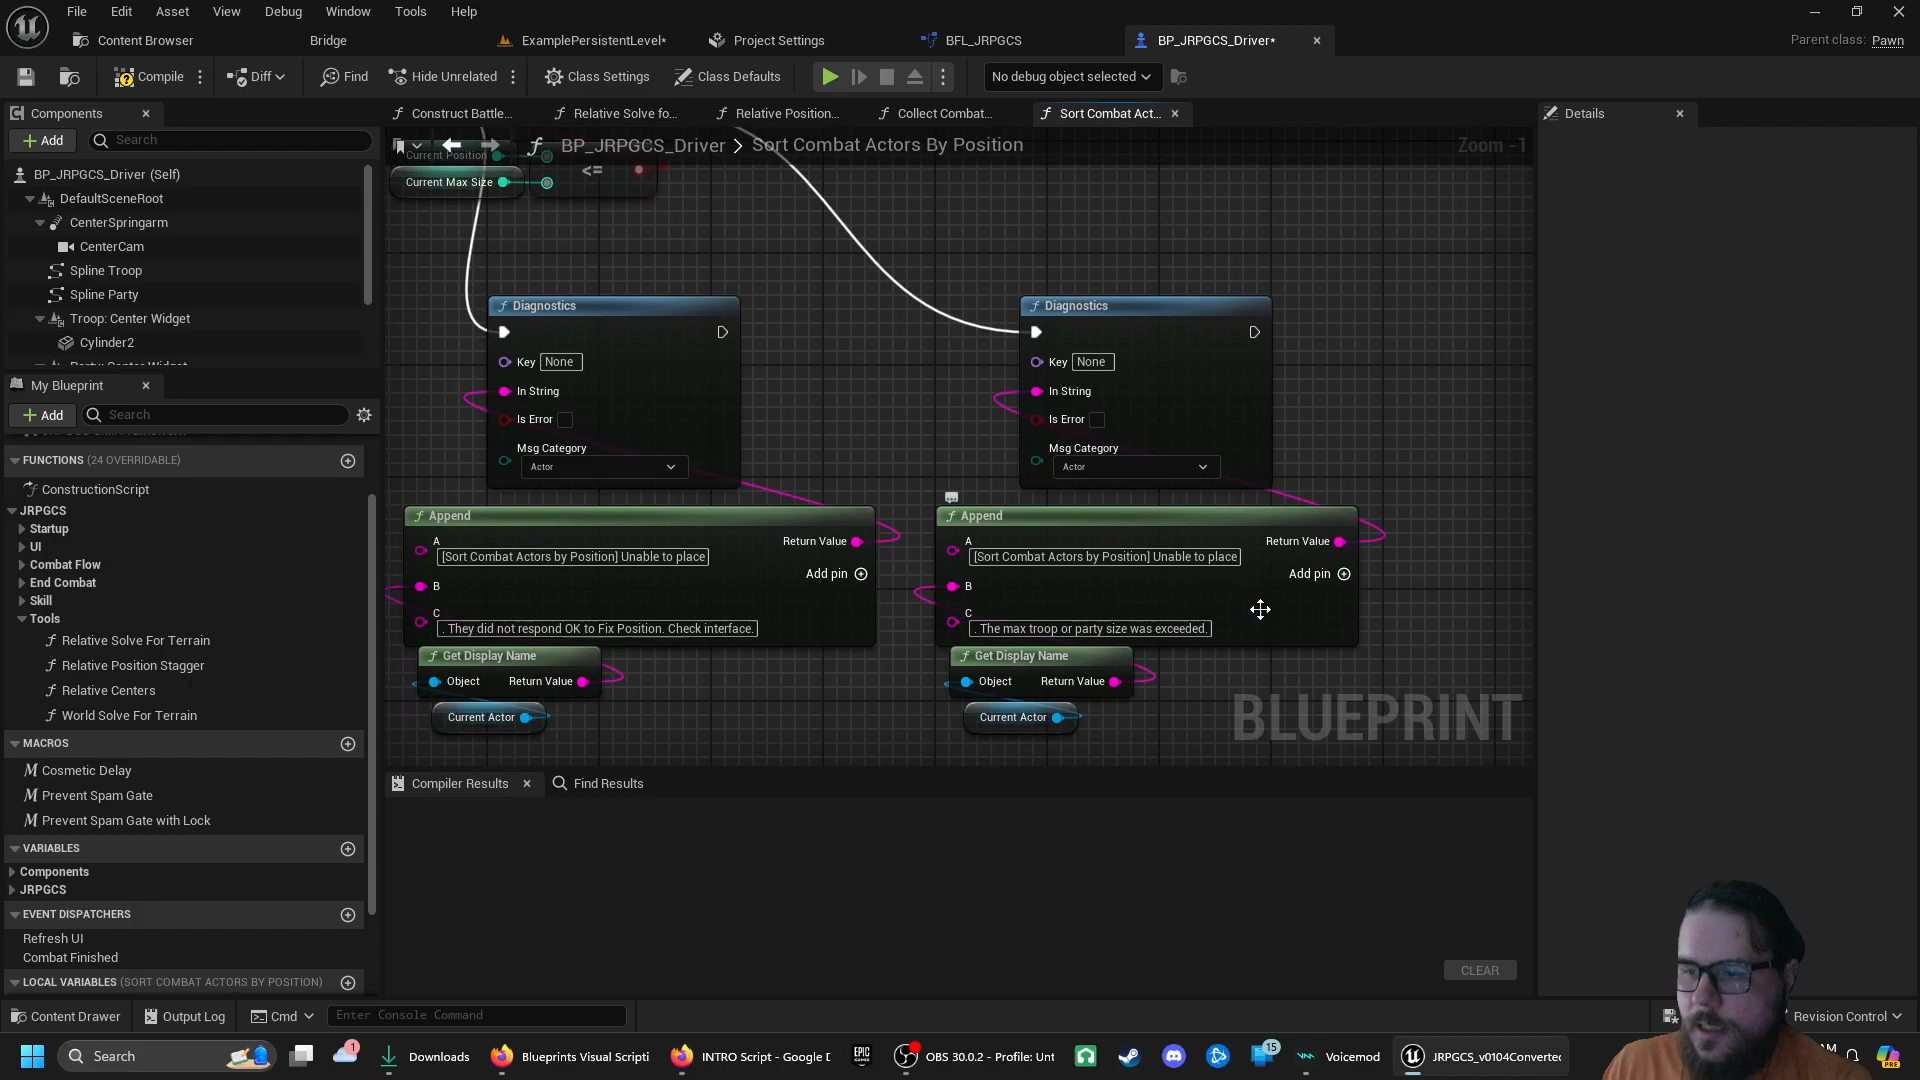 File Edit Asset View Debug Window Tools Help
Content Browser Bridge ExamplePersistentLevel* Project Settings BFL_JRPGCS BP_JRPGCS_Driver* Parent class: Pawn
Compile Diff Find Hide Unrelated Class Settings Class Defaults No debug object selected
Components
Add Search
BP_JRPGCS_Driver (Self)
DefaultSceneRoot
CenterSpringarm
CenterCam
Spline Troop
Spline Party
Troop: Center Widget
Cylinder2
My Blueprint
Add Search
FUNCTIONS (24 OVERRIDABLE)
ConstructionScript
JRPGCS
Startup
UI
Combat Flow
End Combat
Skill
Tools
Relative Solve For Terrain
Relative Position Stagger
Relative Centers
World Solve For Terrain
MACROS
Cosmetic Delay
Prevent Spam Gate
Prevent Spam Gate with Lock
VARIABLES
Components
JRPGCS
EVENT DISPATCHERS
Refresh UI
Combat Finished
LOCAL VARIABLES (SORT COMBAT ACTORS BY POSITION)
Construct Battle... Relative Solve fo... Relative Position... Collect Combat... Sort Combat Act...
BP_JRPGCS_Driver > Sort Combat Actors By Position Zoom -1
Current Position
Current Max Size
<=
Diagnostics
Key None
In String
Is Error
Msg Category
Actor
Append
A Return Value
[Sort Combat Actors by Position] Unable to place
Add pin
B
C
. They did not respond OK to Fix Position. Check interface.
Get Display Name
Object Return Value
Current Actor
Diagnostics
Key None
In String
Is Error
Msg Category
Actor
Append
A Return Value
[Sort Combat Actors by Position] Unable to place
Add pin
B
C
. The max troop or party size was exceeded.
Get Display Name
Object Return Value
Current Actor
BLUEPRINT
Compiler Results Find Results
CLEAR
Details
Content Drawer Output Log Cmd Enter Console Command Revision Control
Search 1 Downloads Blueprints Visual Scripti INTRO Script - Google D EPIC GAMES OBS 30.0.2 - Profile: Unt 15 Voicemod JRPGCS_v0104Converted AM PRE